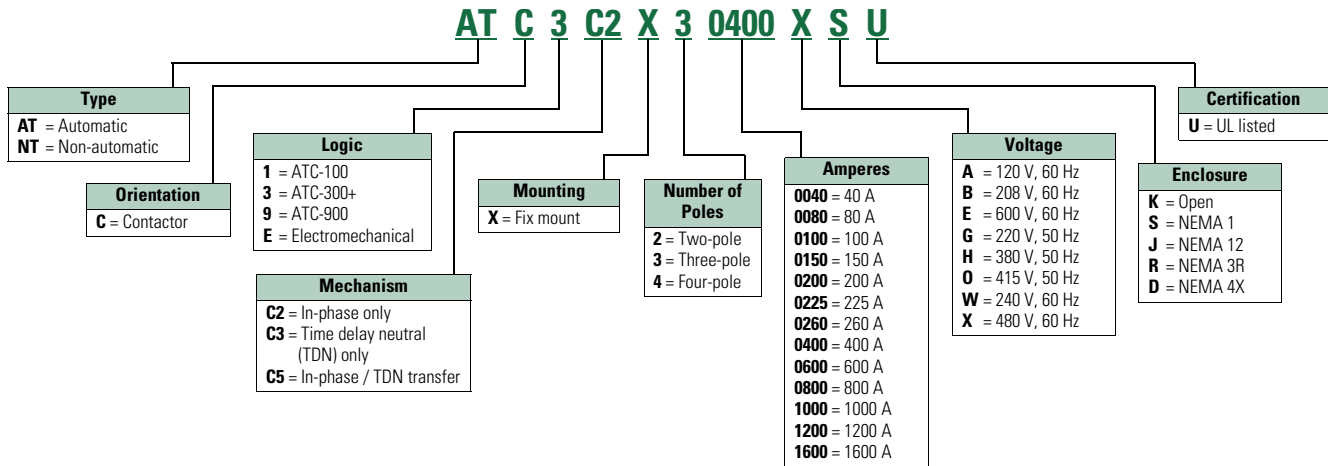 AT C 3 C2 X 3 0400 X S U
Type
AT = Automatic
NT = Non-automatic
Orientation
C = Contactor
Logic
1 = ATC-100
3 = ATC-300+
9 = ATC-900
E = Electromechanical
Mechanism
C2 = In-phase only
C3 = Time delay neutral
(TDN) only
C5 = In-phase / TDN transfer
Mounting
X = Fix mount
Number of
Poles
2 = Two-pole
3 = Three-pole
4 = Four-pole
Amperes
0040 = 40 A
0080 = 80 A
0100 = 100 A
0150 = 150 A
0200 = 200 A
0225 = 225 A
0260 = 260 A
0400 = 400 A
0600 = 600 A
0800 = 800 A
1000 = 1000 A
1200 = 1200 A
1600 = 1600 A
Voltage
A = 120 V, 60 Hz
B = 208 V, 60 Hz
E = 600 V, 60 Hz
G = 220 V, 50 Hz
H = 380 V, 50 Hz
O = 415 V, 50 Hz
W = 240 V, 60 Hz
X = 480 V, 60 Hz
Enclosure
K = Open
S = NEMA 1
J = NEMA 12
R = NEMA 3R
D = NEMA 4X
Certification
U = UL listed